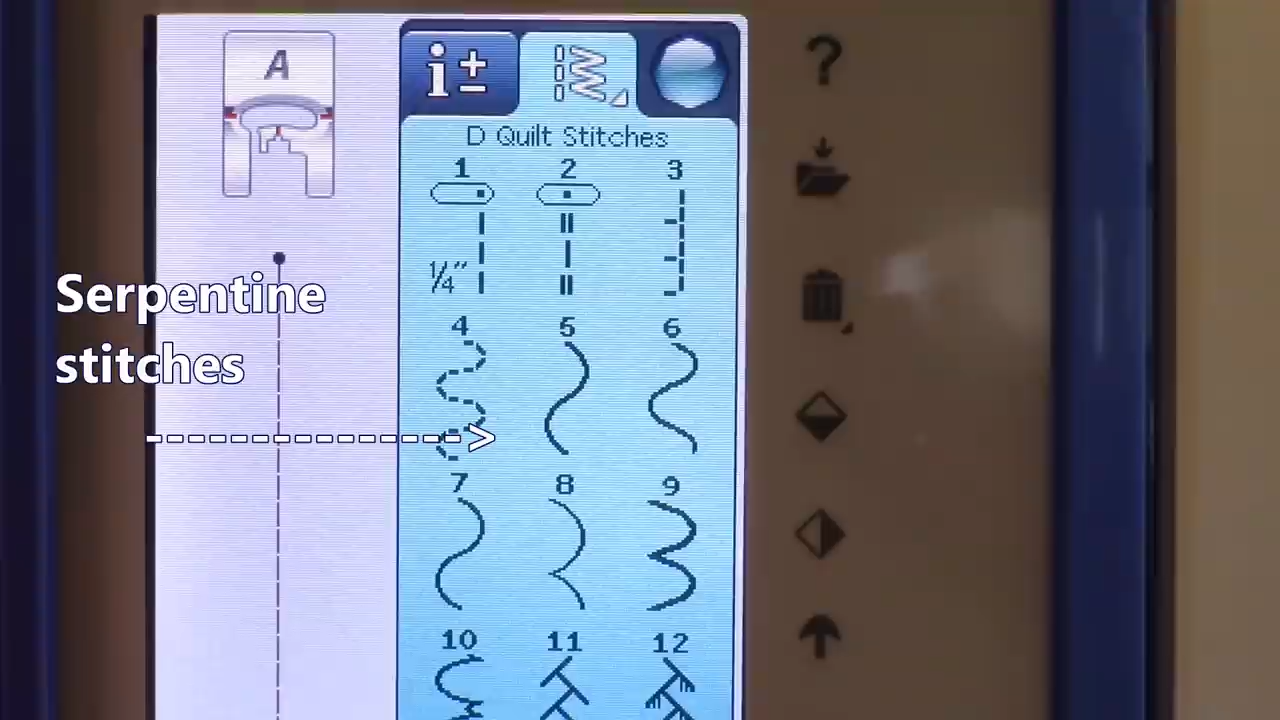 A
i ±
?
D Quilt Stitches
1 2 3
1/4"
Serpentine
stitches
4 5 6
7 8 9
10 11 12